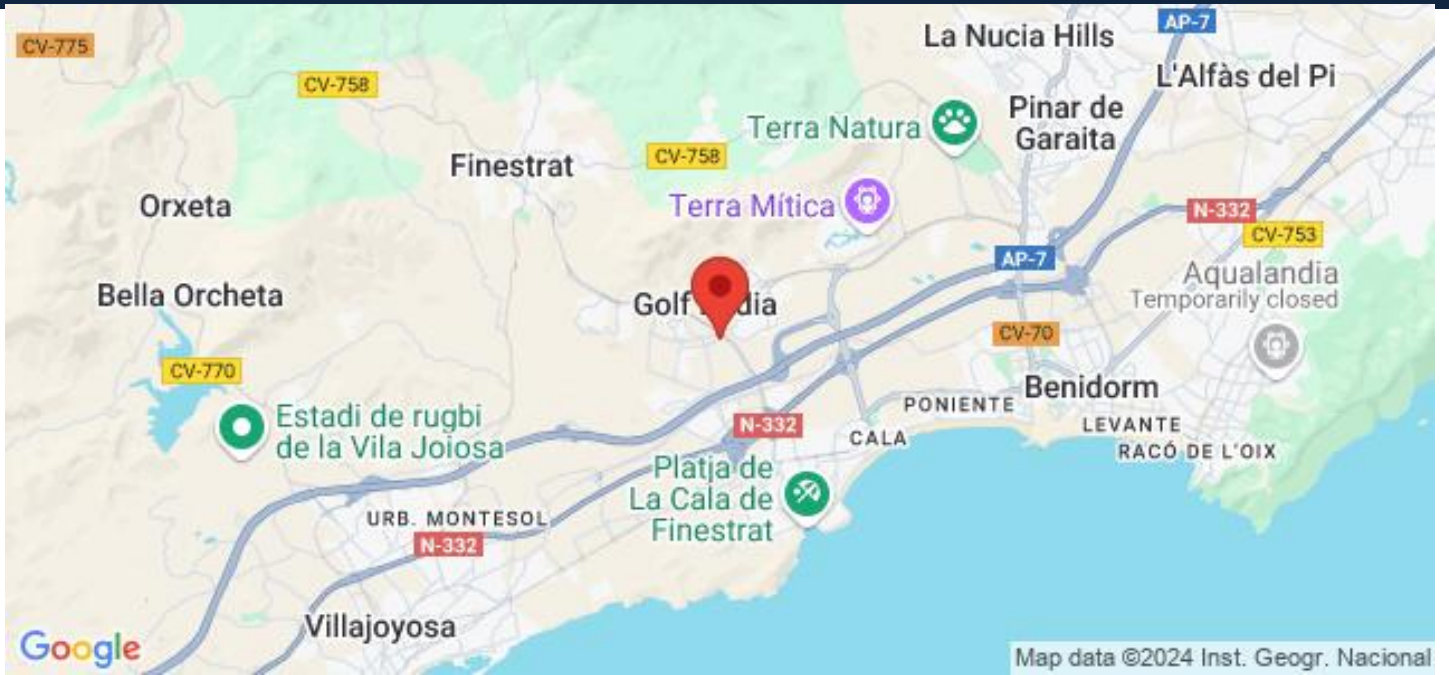 CV-775
CV-758
La Nucia Hills
AP-7
L'Alfàs del Pi
Terra Natura
Pinar de
Garaita
Finestrat
CV-758
Orxeta
Terra Mítica
N-332
CV-753
AP-7
Aqualandia
Temporarily closed
Bella Orcheta
Golf
dia
CV-70
CV-770
Benidorm
PONIENTE
LEVANTE
Estadi de rugbi
de la Vila Joiosa
N-332
CALA
RACÓ DE L'OIX
Platja de
La Cala de
Finestrat
URB. MONTESOL
N-332
Villajoyosa
Google
Map data ©2024 Inst. Geogr. Nacional